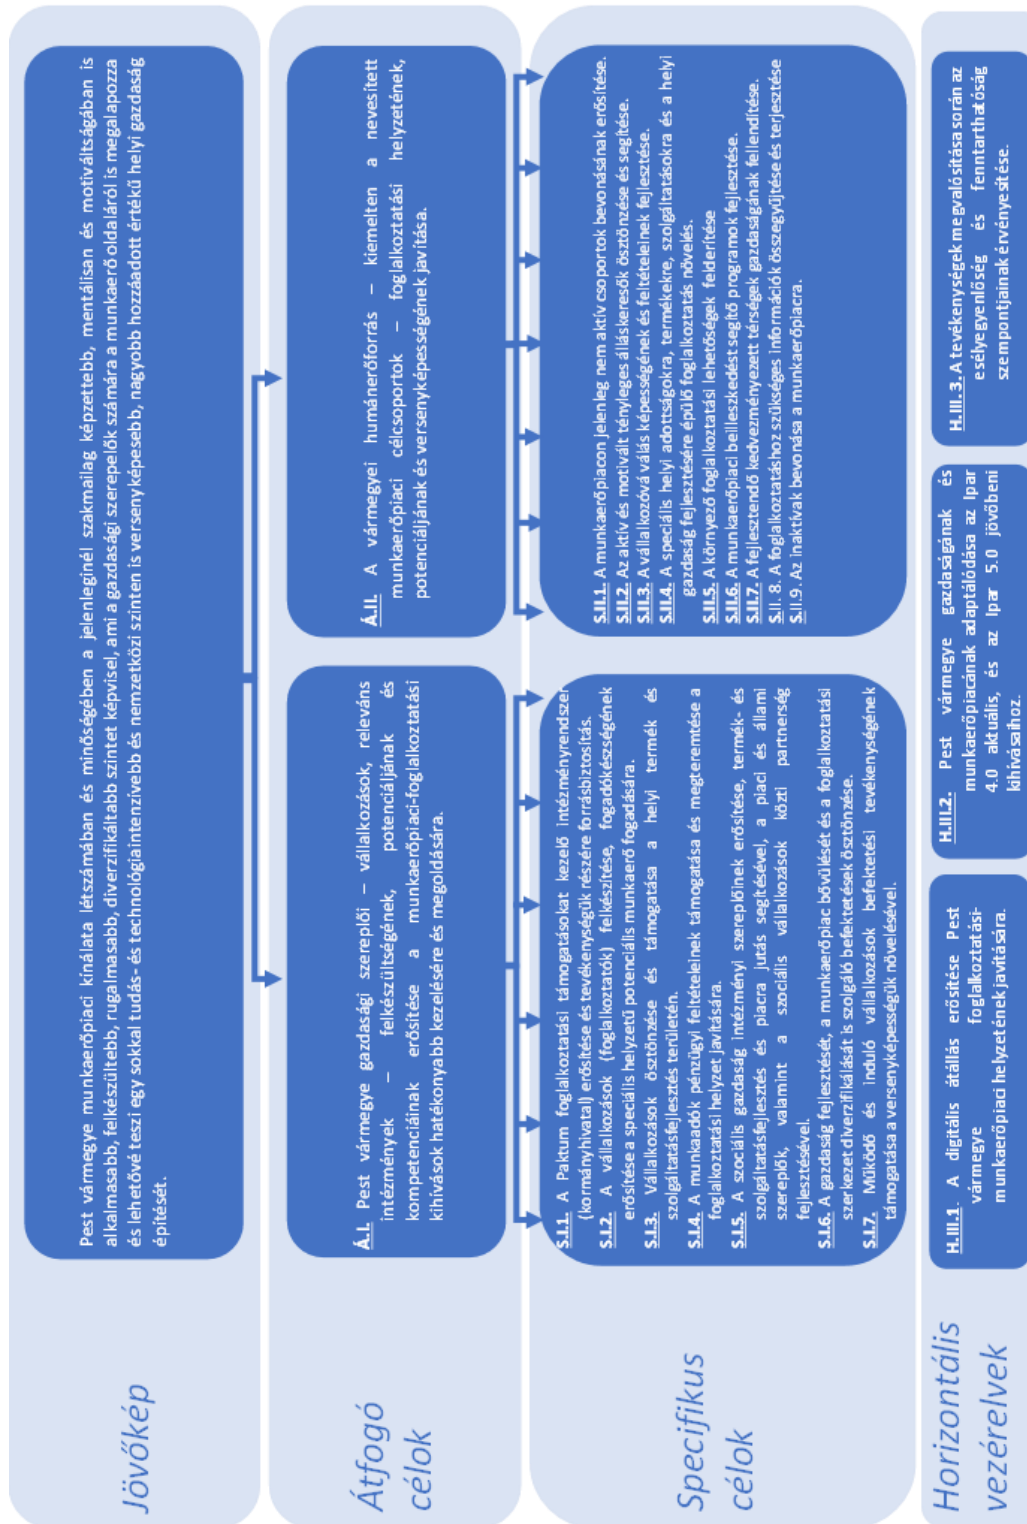 Jövőkép
Pest vármegye munkaerőpiaci kínálata létszámában és minőségében a jelenleginél szakmailag képzettebb, mentálisan és motiváltságában is
alkalmasabb, felkészültebb, rugalmasabb, diverzifikáltabb szintet képvisel, ami a gazdasági szereplők számára a munkaerő oldaláról is megalapozza
és lehetővé teszi egy sokkal tudás- és technológiaintenzívebb és nemzetközi szinten is versenyképesebb, nagyobb hozzáadott értékű helyi gazdaság
építését.
Átfogó
célok
Á.I. Pest vármegye gazdasági szereplői – vállalkozások, releváns
intézmények – felkészültségének, potenciáljának és
kompetenciáinak erősítése a munkaerőpiaci-foglalkoztatási
kihívások hatékonyabb kezelésére és megoldására.
Á.II. A vármegyei humánerőforrás – kiemelten a nevesített
munkaerőpiaci célcsoportok – foglalkoztatási helyzetének,
potenciáljának és versenyképességének javítása.
Specifikus
célok
S.I.1. A Paktum foglalkoztatási támogatásokat kezelő intézményrendszer
(kormányhivatal) erősítése és tevékenységük részére forrásbiztosítás.
S.I.2. A vállalkozások (foglalkoztatók) felkészítése, fogadókészségének
erősítése a speciális helyzetű potenciális munkaerő fogadására.
S.I.3. Vállalkozások ösztönzése és támogatása a helyi termék és
szolgáltatásfejlesztés területén.
S.I.4. A munkaadók pénzügyi feltételeinek támogatása és megteremtése a
foglalkoztatási helyzet javítására.
S.I.5. A szociális gazdaság intézményi szereplőinek erősítése, termék- és
szolgáltatásfejlesztés és piacra jutás segítésével, a piaci és állami
szereplők, valamint a szociális vállalkozások közti partnerség
fejlesztésével.
S.I.6. A gazdaság fejlesztését, a munkaerőpiac bővülését és a foglalkoztatási
szerkezet diverzifikálását is szolgáló befektetések ösztönzése.
S.I.7. Működő és induló vállalkozások befektetési tevékenységének
támogatása a versenyképességük növelésével.
S.II.1. A munkaerőpiacon jelenleg nem aktív csoportok bevonásának erősítése.
S.II.2. Az aktív és motivált tényleges álláskeresők ösztönzése és segítése.
S.II.3. A vállalkozóvá válás képességének és feltételeinek fejlesztése.
S.II.4. A speciális helyi adottságokra, termékekre, szolgáltatásokra és a helyi
gazdaság fejlesztésére épülő foglalkoztatás növelés.
S.II.5. A környező foglalkoztatási lehetőségek felderítése
S.II.6. A munkaerőpiaci beilleszkedést segítő programok fejlesztése.
S.II.7. A fejlesztendő kedvezményezett térségek gazdaságának fellendítése.
S.II. 8. A foglalkoztatáshoz szükséges információk összegyűjtése és terjesztése
S.II.9. Az inaktívak bevonása a munkaerőpiacra.
Horizontális
vezérelvek
H.III.1. A digitális átállás erősítése Pest
vármegye foglalkoztatási-
munkaerőpiaci helyzetének javítására.
H.III.2. Pest vármegye gazdaságának és
munkaerőpiacának adaptálódása az Ipar
4.0 aktuális, és az Ipar 5.0 jövőbeni
kihívásaihoz.
H.III.3. A tevékenységek megvalósítása során az
esélyegyenlőség és fenntarthatóság
szempontjainak érvényesítése.